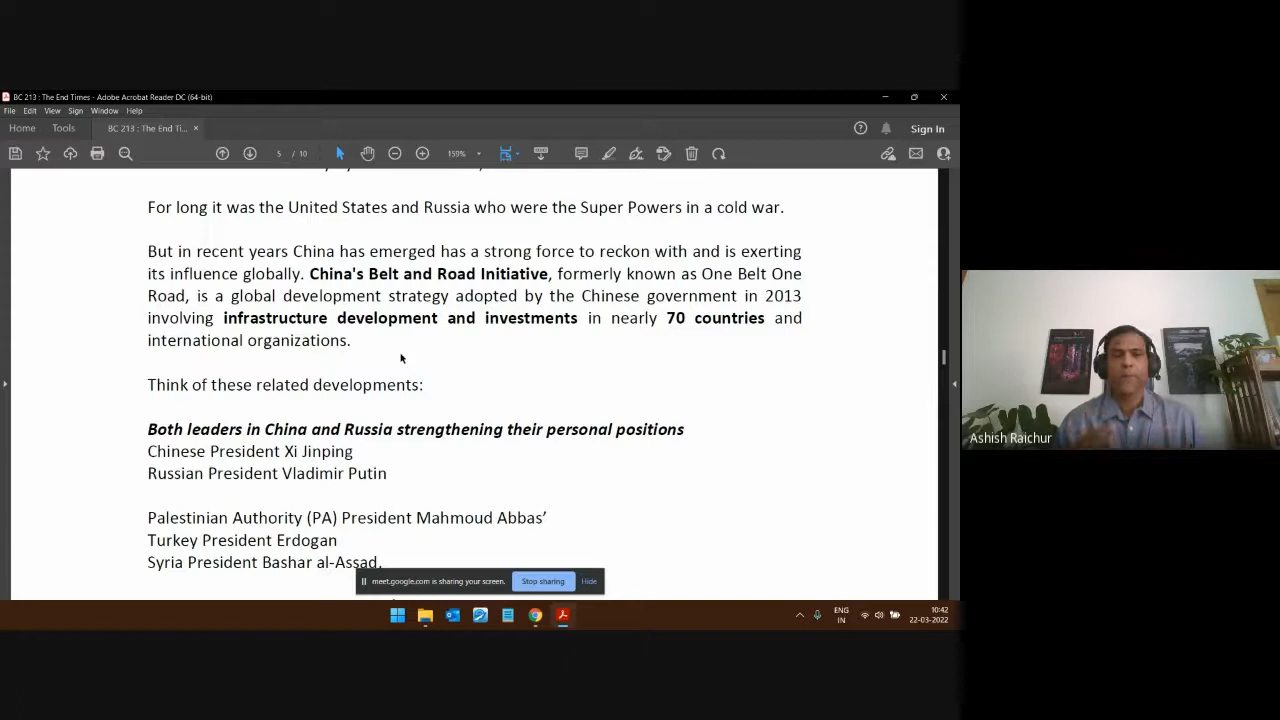 BC 213 : The End Times - Adobe Acrobat Reader DC (64-bit)
File Edit View Sign Window Help
Home Tools BC 213 : The End Ti... × Sign In
5 / 10 159%
For long it was the United States and Russia who were the Super Powers in a cold war.
But in recent years China has emerged has a strong force to reckon with and is exerting
its influence globally. China's Belt and Road Initiative, formerly known as One Belt One
Road, is a global development strategy adopted by the Chinese government in 2013
involving infrastructure development and investments in nearly 70 countries and
international organizations.
Think of these related developments:
Both leaders in China and Russia strengthening their personal positions
Chinese President Xi Jinping
Russian President Vladimir Putin
Palestinian Authority (PA) President Mahmoud Abbas’
Turkey President Erdogan
Syria President Bashar al-Assad.
meet.google.com is sharing your screen. Stop sharing Hide
ENG
IN
10:42
22-03-2022
Ashish Raichur